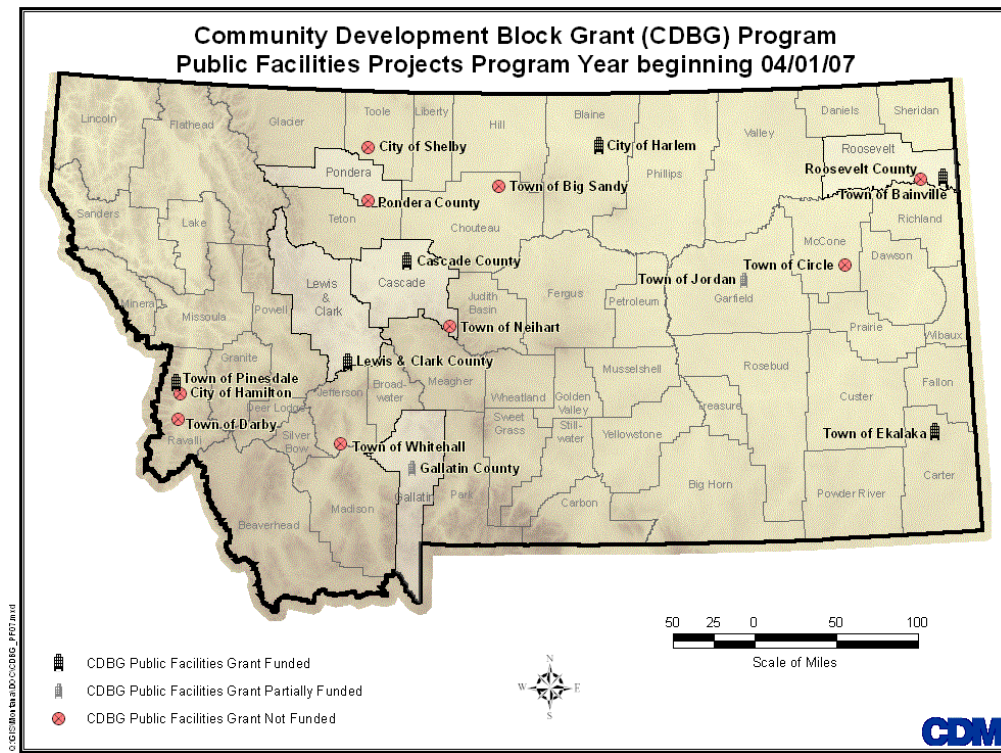 Community Development Block Grant (CDBG) Program
Public Facilities Projects Program Year beginning 04/01/07
Lincoln
Flathead
Glacier
Toole
Liberty
Hill
Blaine
Daniels
Sheridan
City of Shelby
City of Harlem
Valley
Roosevelt
Pondera
Phillips
Roosevelt County
Town of Big Sandy
Town of Bainville
Pondera County
Sanders
Lake
Teton
Chouteau
Richland
McCone
Dawson
Cascade County
Town of Circle
Lewis
&
Clark
Cascade
Town of Jordan
Judith
Basin
Fergus
Petroleum
Garfield
Mineral
Missoula
Powell
Town of Neihart
Prairie
Wibaux
Granite
Lewis & Clark County
Musselshell
Rosebud
Town of Pinesdale
City of Hamilton
Jefferson
Broad-
water
Meagher
Wheatland
Golden
Valley
Fallon
Custer
Deer Lodge
Treasure
Town of Darby
Sweet
Grass
Still-
water
Ravalli
Silver
Bow
Town of Whitehall
Yellowstone
Town of Ekalaka
Gallatin County
Carter
Gallatin
Park
Big Horn
Powder River
Madison
Carbon
Beaverhead
50 25 0 50 100
Scale of Miles
CDBG Public Facilities Grant Funded
CDBG Public Facilities Grant Partially Funded
CDBG Public Facilities Grant Not Funded
N
W
E
S
CDM